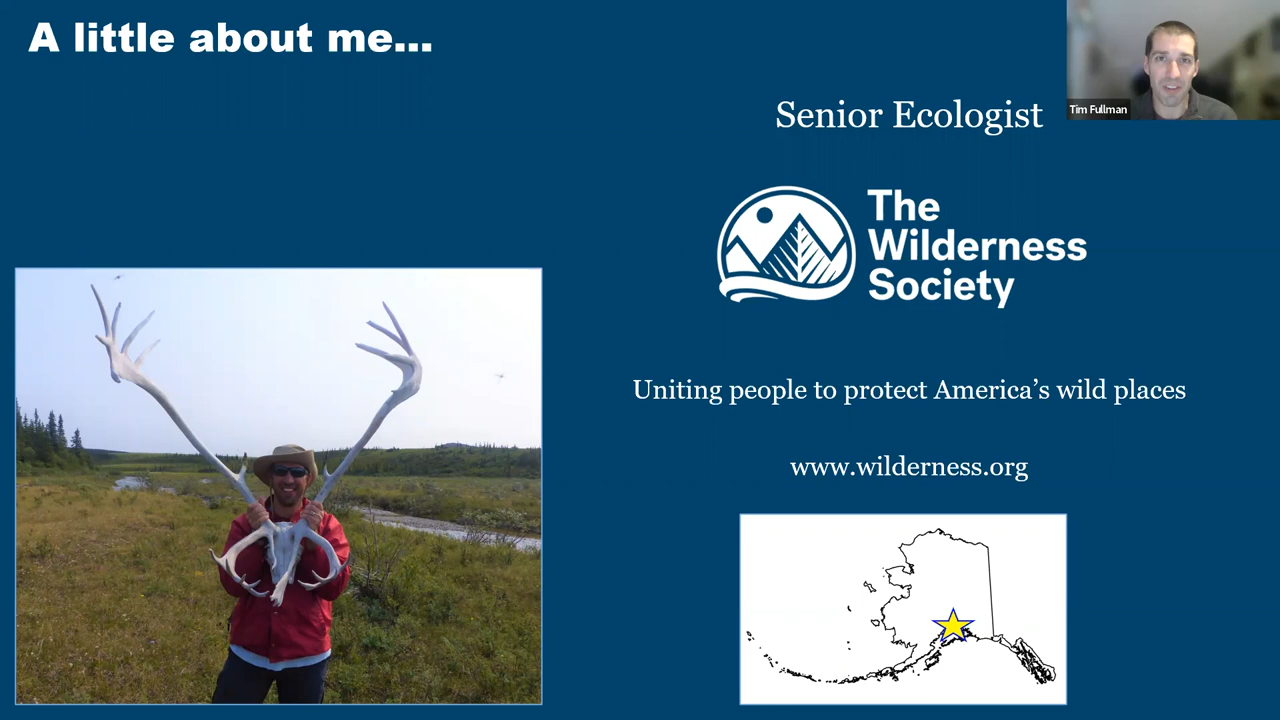 A little about me...
Tim Fullman
Senior Ecologist
The
Wilderness
Society
Uniting people to protect America's wild places
www.wilderness.org